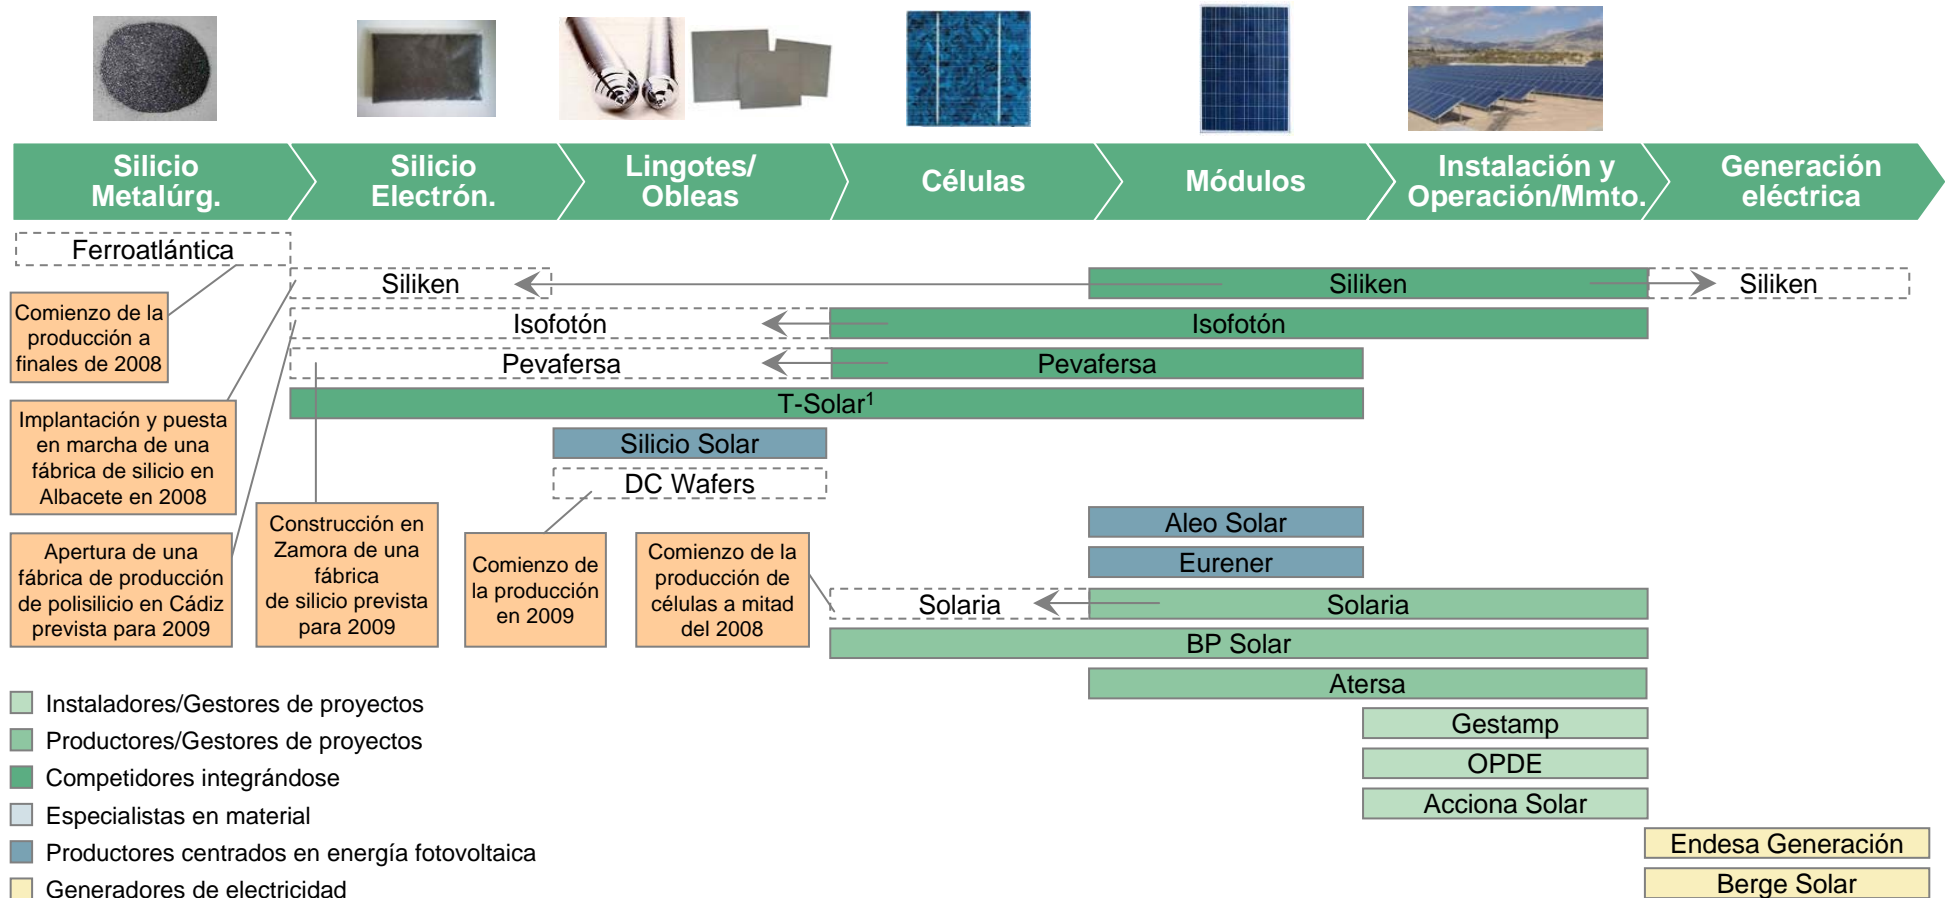 Silicio
Metalúrg.
Silicio
Electrón.
Lingotes/
Obleas
Células
Módulos
Instalación y
Operación/Mmto.
Generación
eléctrica
Ferroatlántica
Siliken
Siliken
Siliken
Isofotón
Isofotón
Pevafersa
Pevafersa
T-Solar¹
Silicio Solar
DC Wafers
Aleo Solar
Eurener
Solaria
Solaria
BP Solar
Atersa
Gestamp
OPDE
Acciona Solar
Endesa Generación
Berge Solar
Comienzo de la
producción a
finales de 2008
Implantación y puesta
en marcha de una
fábrica de silicio en
Albacete en 2008
Apertura de una
fábrica de producción
de polisilicio en Cádiz
prevista para 2009
Construcción en
Zamora de una
fábrica
de silicio prevista
para 2009
Comienzo de
la producción
en 2009
Comienzo de la
producción de
células a mitad
del 2008
Instaladores/Gestores de proyectos
Productores/Gestores de proyectos
Competidores integrándose
Especialistas en material
Productores centrados en energía fotovoltaica
Generadores de electricidad